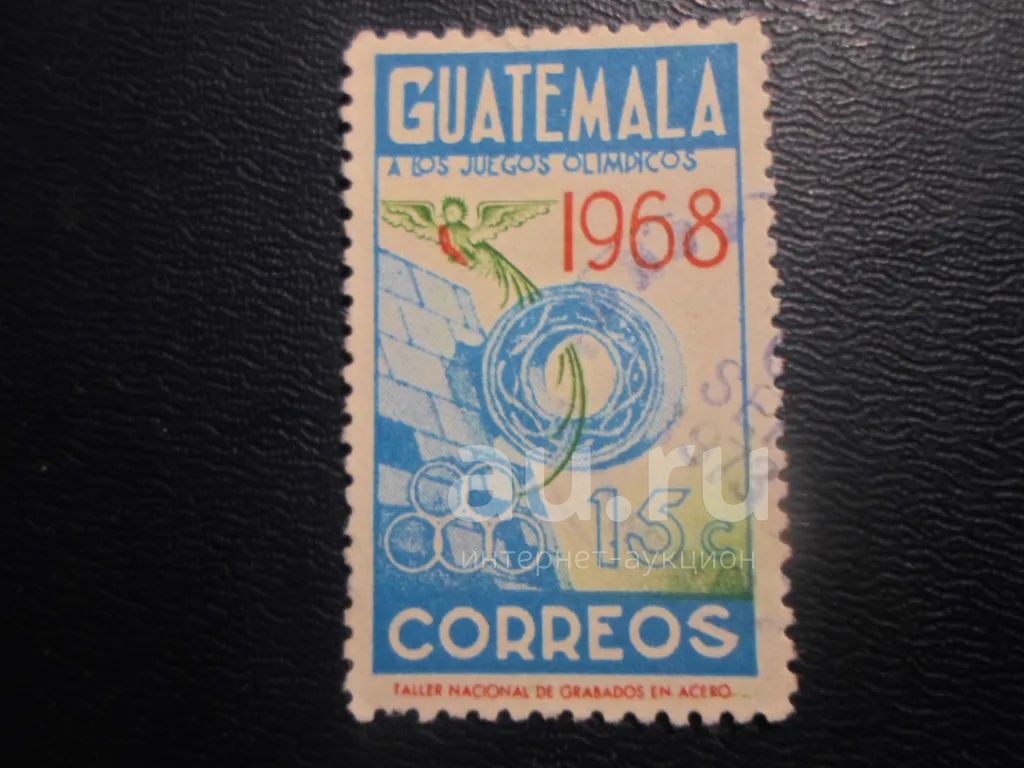 GUATEMALA
A LOS JUEGOS OLIMPICOS
1968
au.ru
15c
интернет-аукцион
CORREOS
TALLER NACIONAL DE GRABADOS EN ACERO